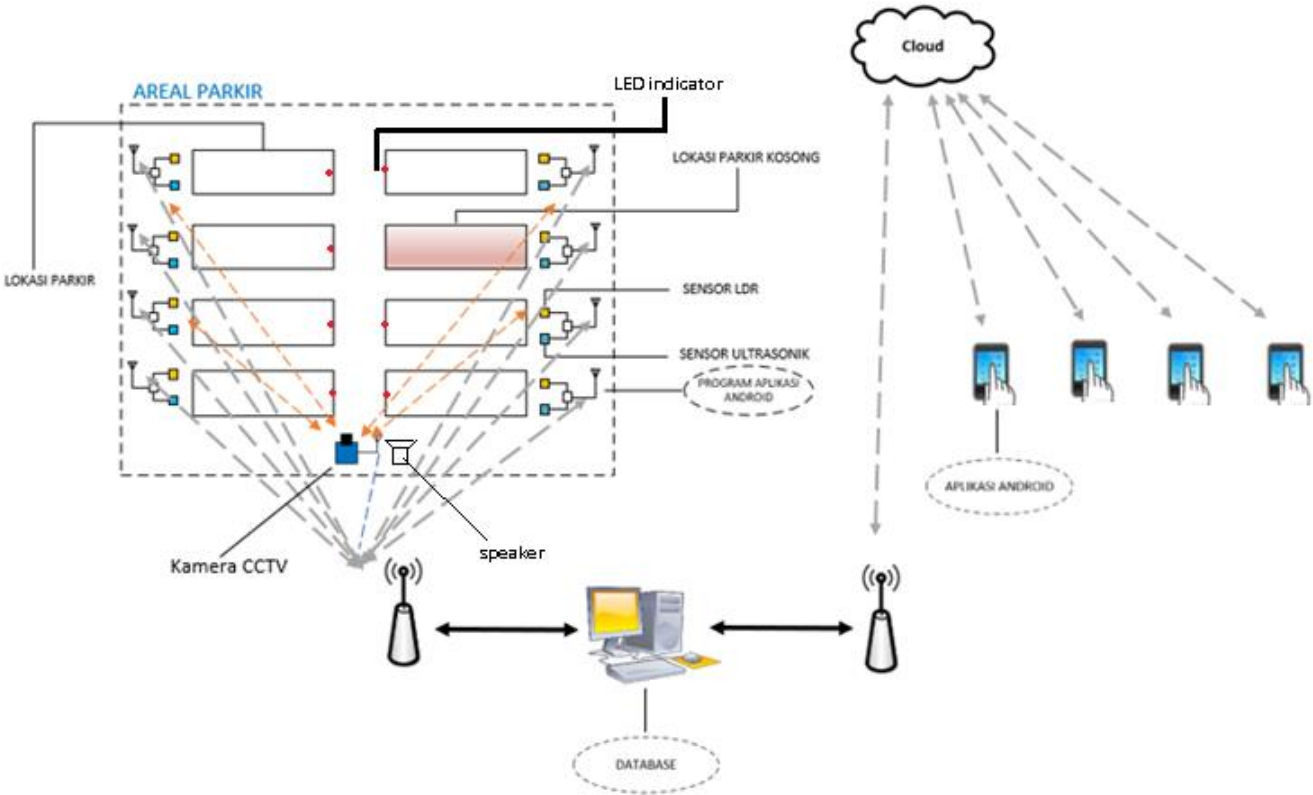 Cloud
LED indicator
AREAL PARKIR
LOKASI PARKIR KOSONG
LOKASI PARKIR
SENSOR LDR
SENSOR ULTRASONIK
PROGRAM APLIKASI
ANDROID
APLIKASI ANDROID
speaker
Kamera CCTV
DATABASE